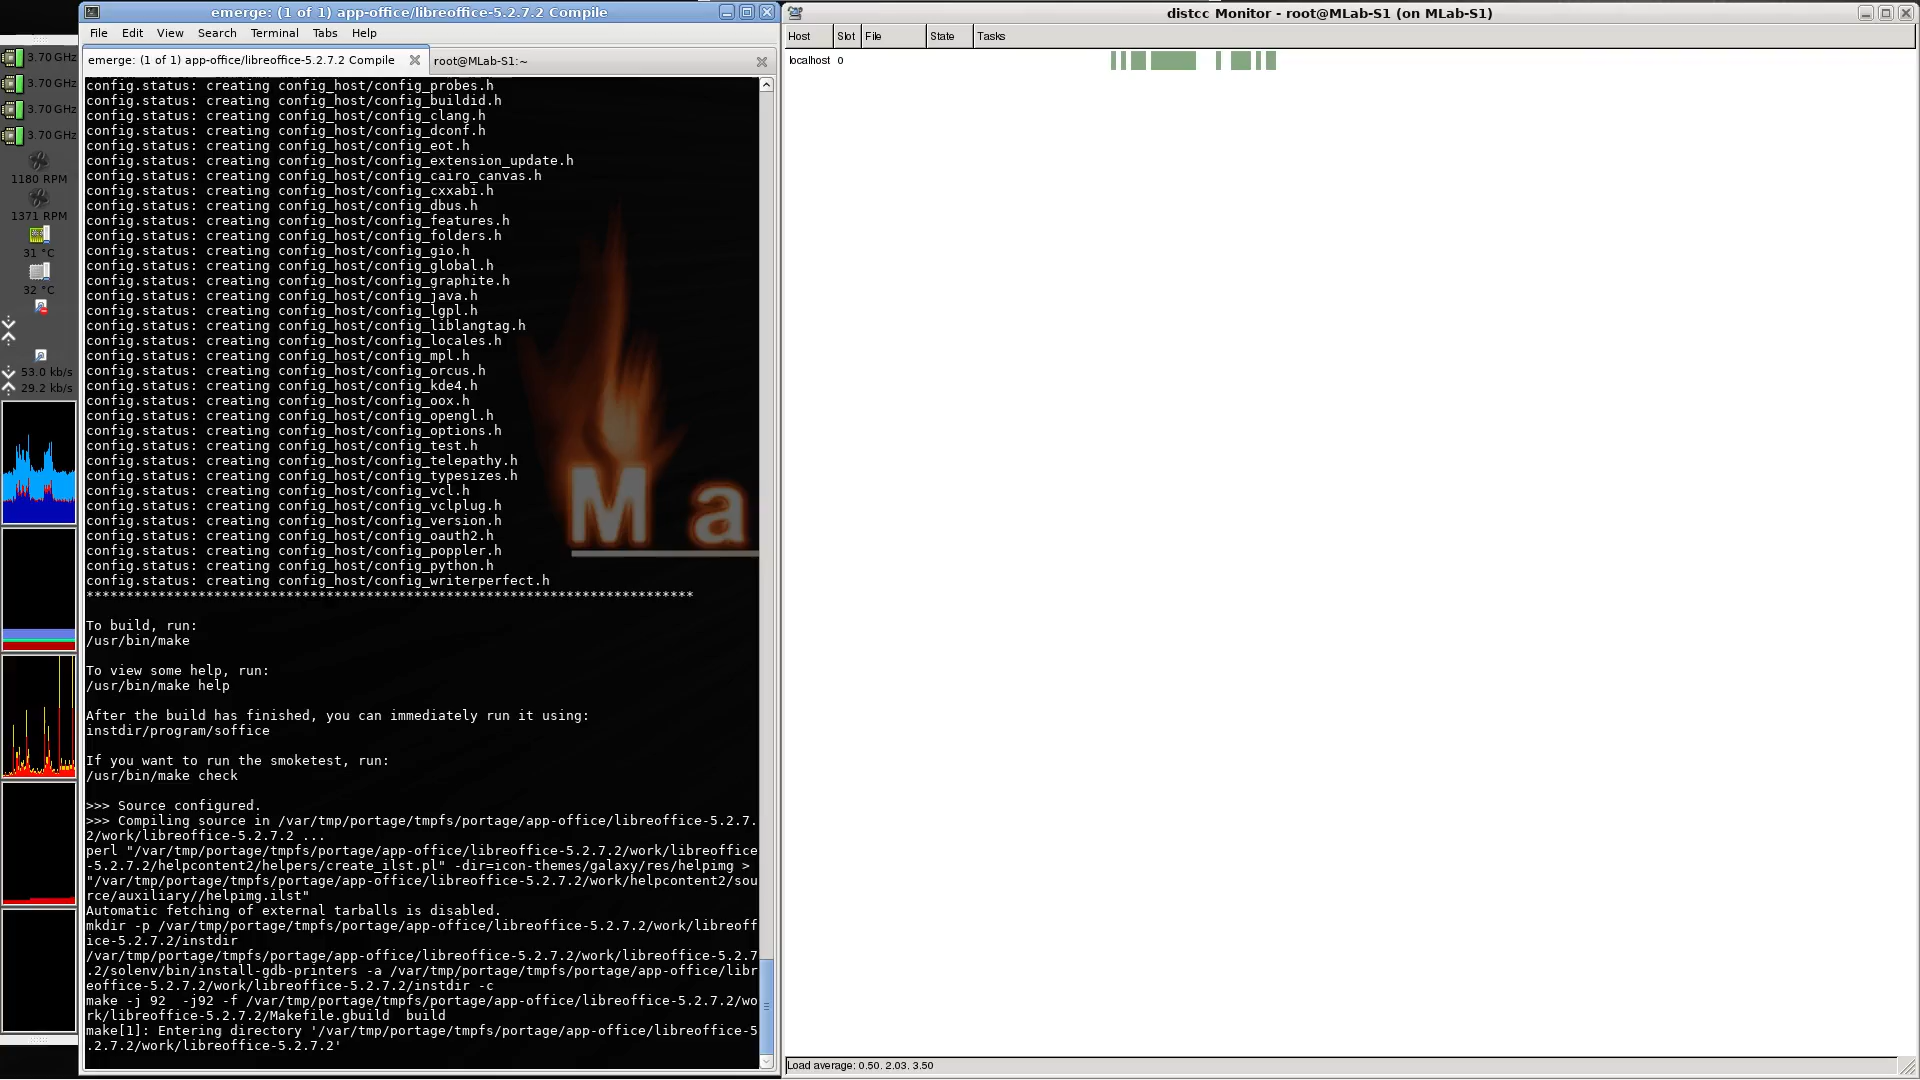 emerge: (1 of 1) app-office/libreoffice-5.2.7.2 Compile
File Edit View Search Terminal Tabs Help
emerge: (1 of 1) app-office/libreoffice-5.2.7.2 Compile
root@MLab-S1:~
3.70 GHz
3.70 GHz
3.70 GHz
3.70 GHz
1180 RPM
1371 RPM
31 °C
32 °C
53.0 kb/s
29.2 kb/s
config.status: creating config_host/config_probes.h
config.status: creating config_host/config_buildid.h
config.status: creating config_host/config_clang.h
config.status: creating config_host/config_dconf.h
config.status: creating config_host/config_eot.h
config.status: creating config_host/config_extension_update.h
config.status: creating config_host/config_cairo_canvas.h
config.status: creating config_host/config_cxxabi.h
config.status: creating config_host/config_dbus.h
config.status: creating config_host/config_features.h
config.status: creating config_host/config_folders.h
config.status: creating config_host/config_gio.h
config.status: creating config_host/config_global.h
config.status: creating config_host/config_graphite.h
config.status: creating config_host/config_java.h
config.status: creating config_host/config_lgpl.h
config.status: creating config_host/config_liblangtag.h
config.status: creating config_host/config_locales.h
config.status: creating config_host/config_mpl.h
config.status: creating config_host/config_orcus.h
config.status: creating config_host/config_kde4.h
config.status: creating config_host/config_oox.h
config.status: creating config_host/config_opengl.h
config.status: creating config_host/config_options.h
config.status: creating config_host/config_test.h
config.status: creating config_host/config_telepathy.h
config.status: creating config_host/config_typesizes.h
config.status: creating config_host/config_vcl.h
config.status: creating config_host/config_vclplug.h
config.status: creating config_host/config_version.h
config.status: creating config_host/config_oauth2.h
config.status: creating config_host/config_poppler.h
config.status: creating config_host/config_python.h
config.status: creating config_host/config_writerperfect.h
****************************************************************************
To build, run:
/usr/bin/make
To view some help, run:
/usr/bin/make help
After the build has finished, you can immediately run it using:
instdir/program/soffice
If you want to run the smoketest, run:
/usr/bin/make check
>>> Source configured.
>>> Compiling source in /var/tmp/portage/tmpfs/portage/app-office/libreoffice-5.2.7.
2/work/libreoffice-5.2.7.2 ...
perl "/var/tmp/portage/tmpfs/portage/app-office/libreoffice-5.2.7.2/work/libreoffice
-5.2.7.2/helpcontent2/helpers/create_ilst.pl" -dir=icon-themes/galaxy/res/helpimg >
"/var/tmp/portage/tmpfs/portage/app-office/libreoffice-5.2.7.2/work/helpcontent2/sou
rce/auxiliary//helpimg.ilst"
Automatic fetching of external tarballs is disabled.
mkdir -p /var/tmp/portage/tmpfs/portage/app-office/libreoffice-5.2.7.2/work/libreoff
ice-5.2.7.2/instdir
/var/tmp/portage/tmpfs/portage/app-office/libreoffice-5.2.7.2/work/libreoffice-5.2.7
.2/solenv/bin/install-gdb-printers -a /var/tmp/portage/tmpfs/portage/app-office/libr
eoffice-5.2.7.2/work/libreoffice-5.2.7.2/instdir -c
make -j 92  -j92 -f /var/tmp/portage/tmpfs/portage/app-office/libreoffice-5.2.7.2/wo
rk/libreoffice-5.2.7.2/Makefile.gbuild  build
make[1]: Entering directory '/var/tmp/portage/tmpfs/portage/app-office/libreoffice-5
.2.7.2/work/libreoffice-5.2.7.2'
M a
distcc Monitor - root@MLab-S1 (on MLab-S1)
Host Slot File State Tasks
localhost 0
Load average: 0.50, 2.03, 3.50